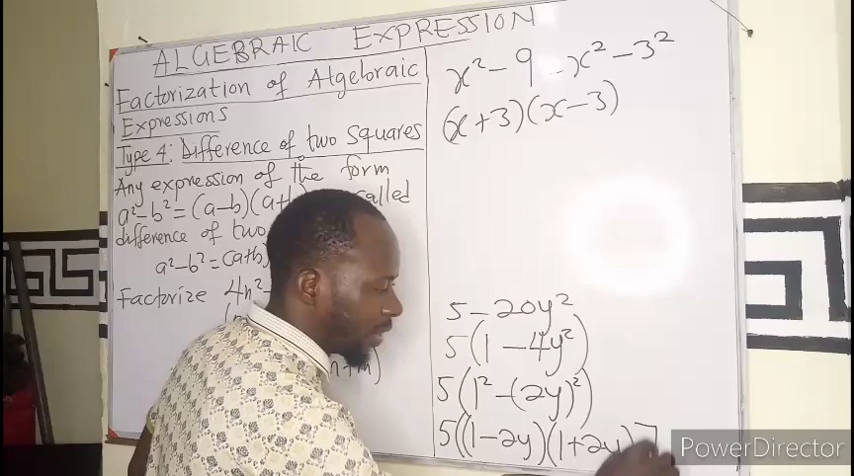 ALGEBRAIC EXPRESSION
Factorization of Algebraic
Expressions
Type 4: Difference of two Squares
Any expression of the form
a²-b² = (a-b)(a+b) called
difference of two
a²-b² = (a+b)
Factorize 4n²-
x² - 9 x² - 3²
(x+3)(x-3)
5-20y²
5(1-4y²)
5(1²-(2y)²)
5((1-2y)(1+2y)
PowerDirector